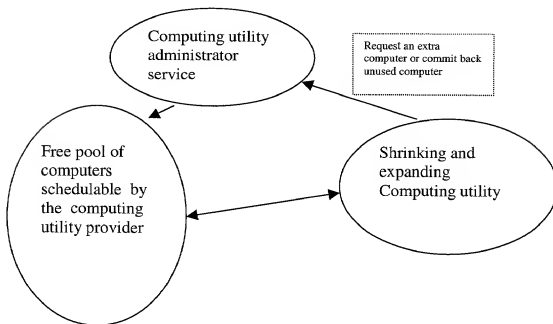 Computing utility
administrator
service
Request an extra
computer or commit back
unused computer
Free pool of
computers
schedulable by
the computing
utility provider
Shrinking and
expanding
Computing utility